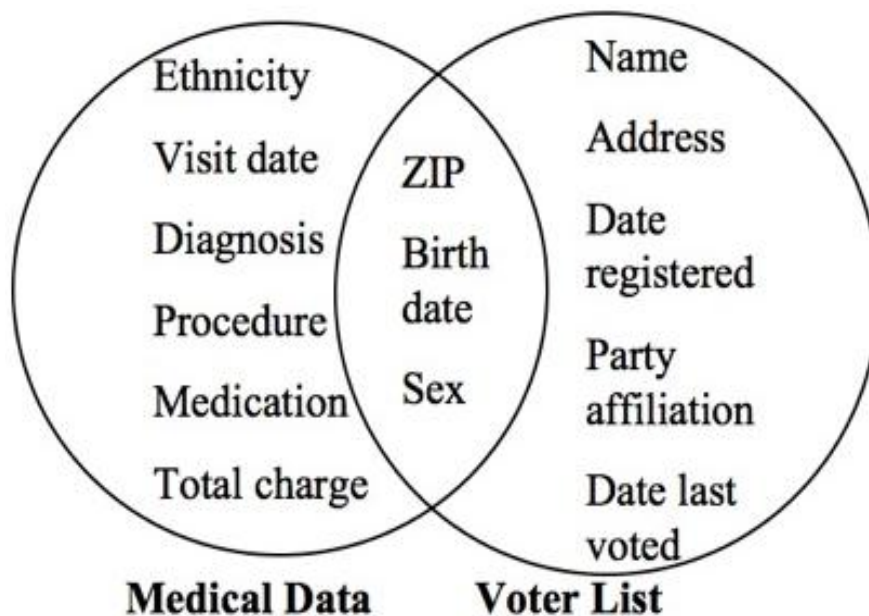 Ethnicity
Visit date
Diagnosis
Procedure
Medication
Total charge
ZIP
Birth
date
Sex
Name
Address
Date
registered
Party
affiliation
Date last
voted
Medical Data
Voter List